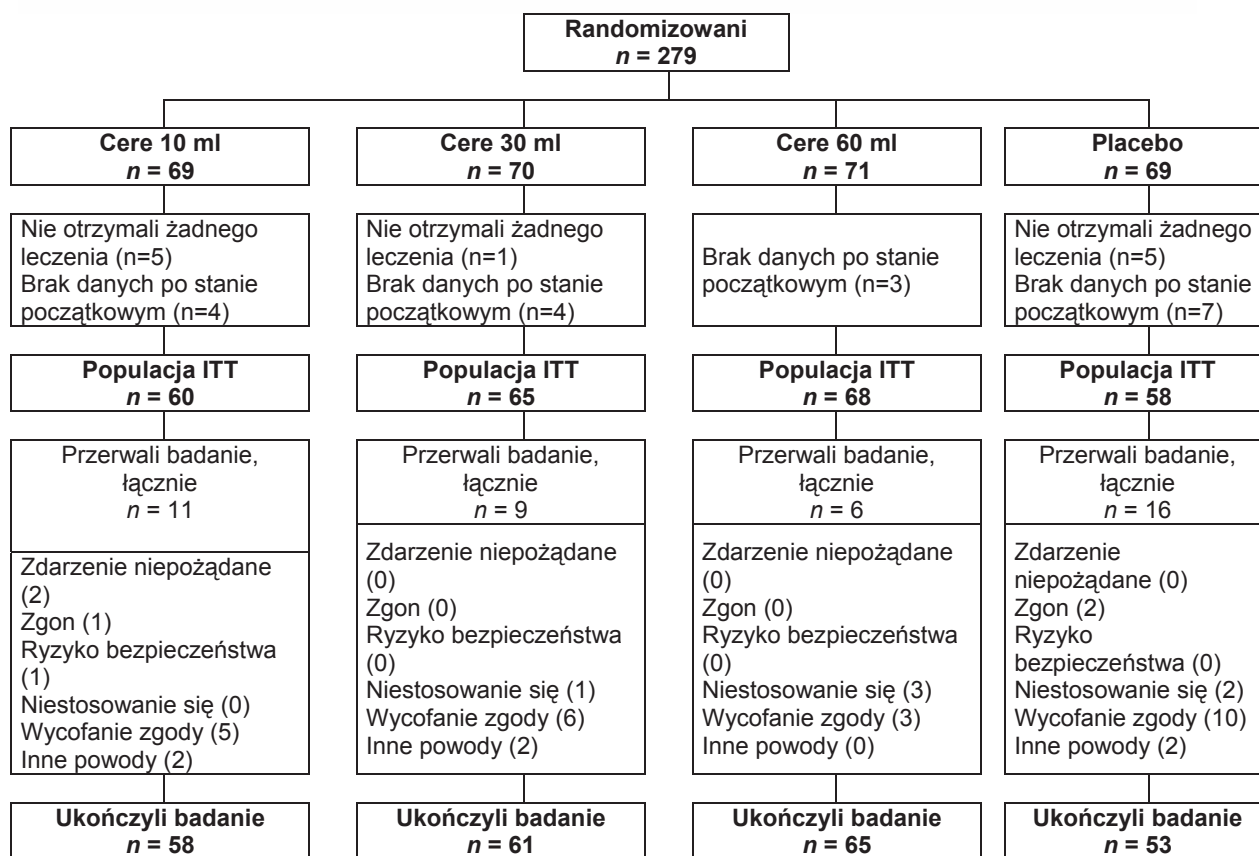 Randomizowani
n = 279
Cere 10 ml
n = 69
Cere 30 ml
n = 70
Cere 60 ml
n = 71
Placebo
n = 69
Nie otrzymali żadnego
leczenia (n=5)
Brak danych po stanie
początkowym (n=4)
Nie otrzymali żadnego
leczenia (n=1)
Brak danych po stanie
początkowym (n=4)
Brak danych po stanie
początkowym (n=3)
Nie otrzymali żadnego
leczenia (n=5)
Brak danych po stanie
początkowym (n=7)
Populacja ITT
n = 60
Populacja ITT
n = 65
Populacja ITT
n = 68
Populacja ITT
n = 58
Przerwali badanie,
łącznie
n = 11
Przerwali badanie,
łącznie
n = 9
Przerwali badanie,
łącznie
n = 6
Przerwali badanie,
łącznie
n = 16
Zdarzenie niepożądane
(2)
Zgon (1)
Ryzyko bezpieczeństwa
(1)
Niestosowanie się (0)
Wycofanie zgody (5)
Inne powody (2)
Zdarzenie niepożądane
(0)
Zgon (0)
Ryzyko bezpieczeństwa
(0)
Niestosowanie się (1)
Wycofanie zgody (6)
Inne powody (2)
Zdarzenie niepożądane
(0)
Zgon (0)
Ryzyko bezpieczeństwa
(0)
Niestosowanie się (3)
Wycofanie zgody (3)
Inne powody (0)
Zdarzenie
niepożądane (0)
Zgon (2)
Ryzyko
bezpieczeństwa (0)
Niestosowanie się (2)
Wycofanie zgody (10)
Inne powody (2)
Ukończyli badanie
n = 58
Ukończyli badanie
n = 61
Ukończyli badanie
n = 65
Ukończyli badanie
n = 53